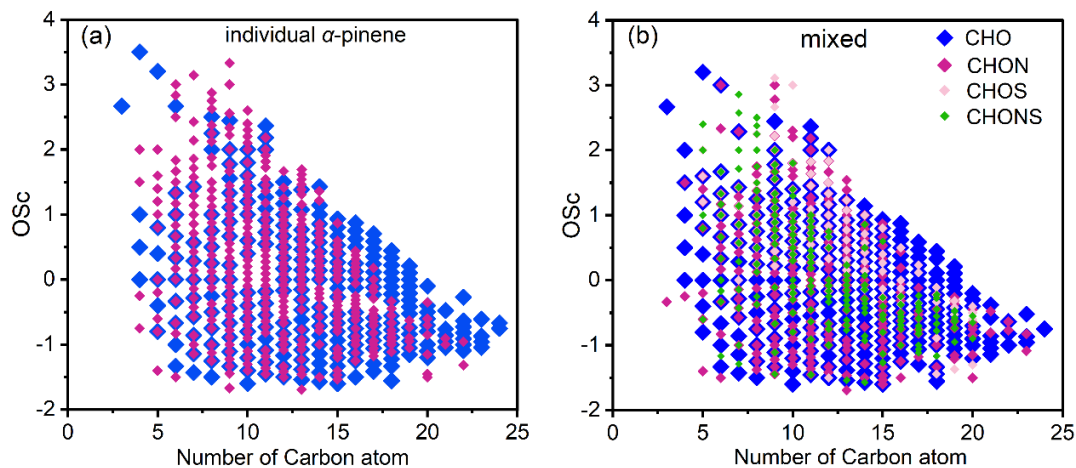 (a)
individual α-pinene
OSc
4
3
2
1
0
-1
-2
0
5
10
15
20
25
Number of Carbon atom
(b)
mixed
CHO
CHON
CHOS
CHONS
OSc
4
3
2
1
0
-1
-2
0
5
10
15
20
25
Number of Carbon atom